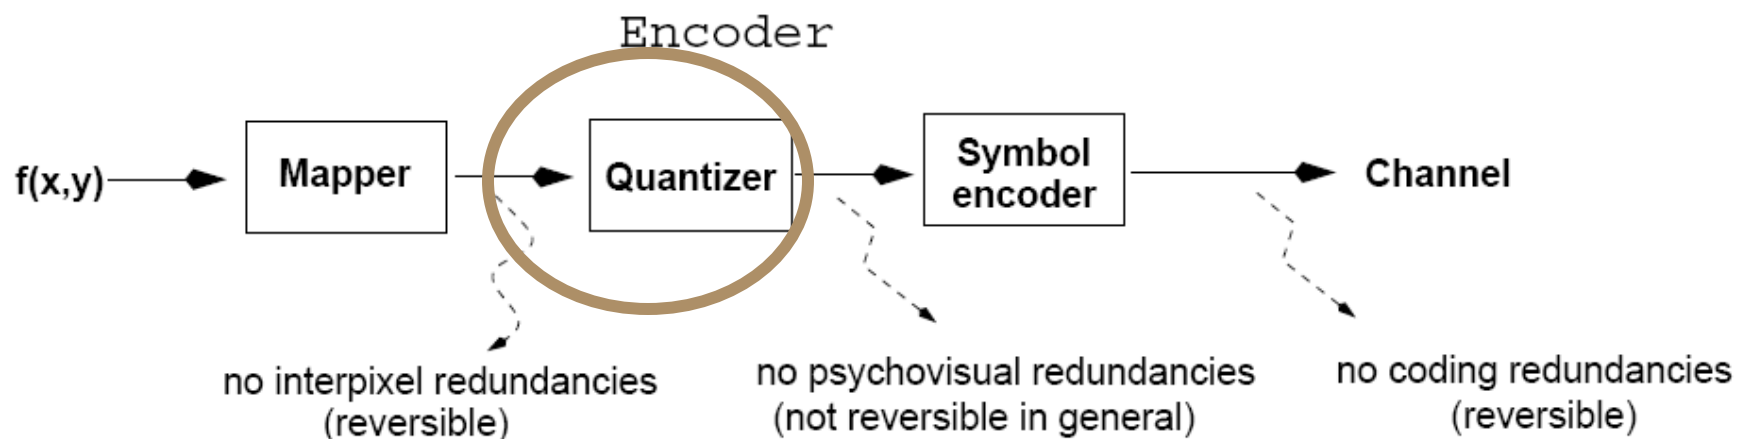 Encoder
f(x,y)
Mapper
Quantizer
Symbol
encoder
Channel
no interpixel redundancies
(reversible)
no psychovisual redundancies
(not reversible in general)
no coding redundancies
(reversible)